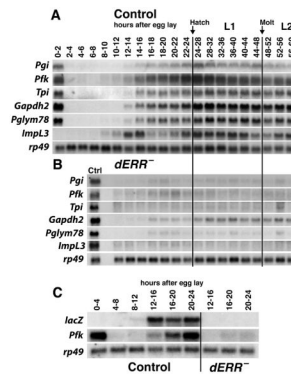 A Control
hours after egg lay Hatch L1 Molt L2
0-2 2-4 4-6 6-8 8-10 10-12 12-14 14-16 16-18 18-20 20-22 22-24 24-28 28-32 32-36 36-40 40-44 44-48 48-52 52-56
Pgi
Pfk
Tpi
Gapdh2
Pglym78
ImpL3
rp49
B dERR⁻
Ctrl
Pgi
Pfk
Tpi
Gapdh2
Pglym78
ImpL3
rp49
C hours after egg lay
0-4 4-8 8-12 12-16 16-20 20-24 12-16 16-20 20-24
lacZ
Pfk
rp49
Control dERR⁻